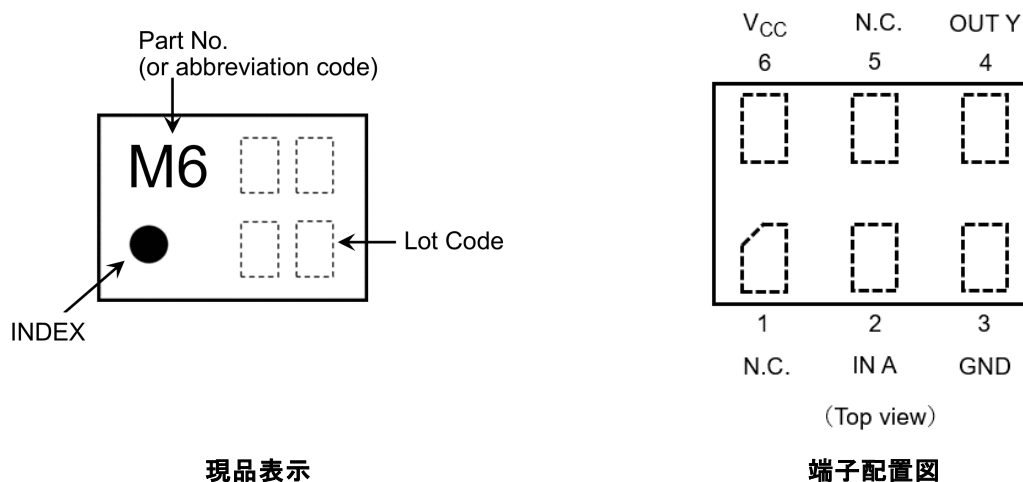 Part No.
(or abbreviation code)
M6
Lot Code
INDEX
現品表示
VCC N.C. OUT Y
6 5 4
1 2 3
N.C. IN A GND
(Top view)
端子配置図